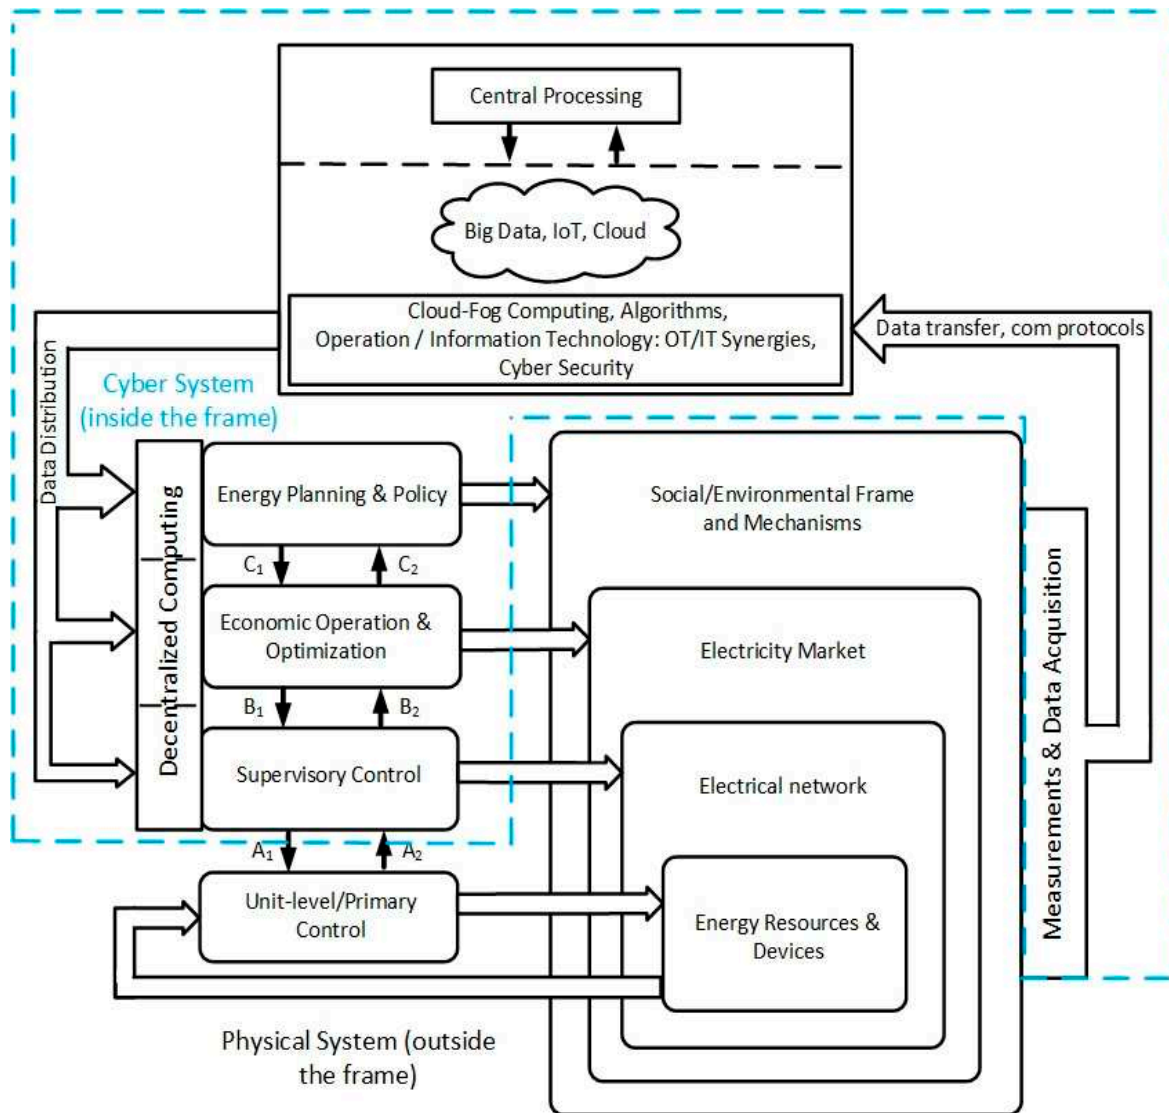 Central Processing
Big Data, IoT, Cloud
Cloud-Fog Computing, Algorithms,
Operation / Information Technology: OT/IT Synergies,
Cyber Security
Data transfer, com protocols
Data Distribution
Cyber System
(inside the frame)
Decentralized Computing
Energy Planning & Policy
C₁
C₂
Economic Operation &
Optimization
B₁
B₂
Supervisory Control
A₁
A₂
Unit-level/Primary
Control
Social/Environmental Frame
and Mechanisms
Electricity Market
Electrical network
Energy Resources &
Devices
Measurements & Data Acquisition
Physical System (outside
the frame)